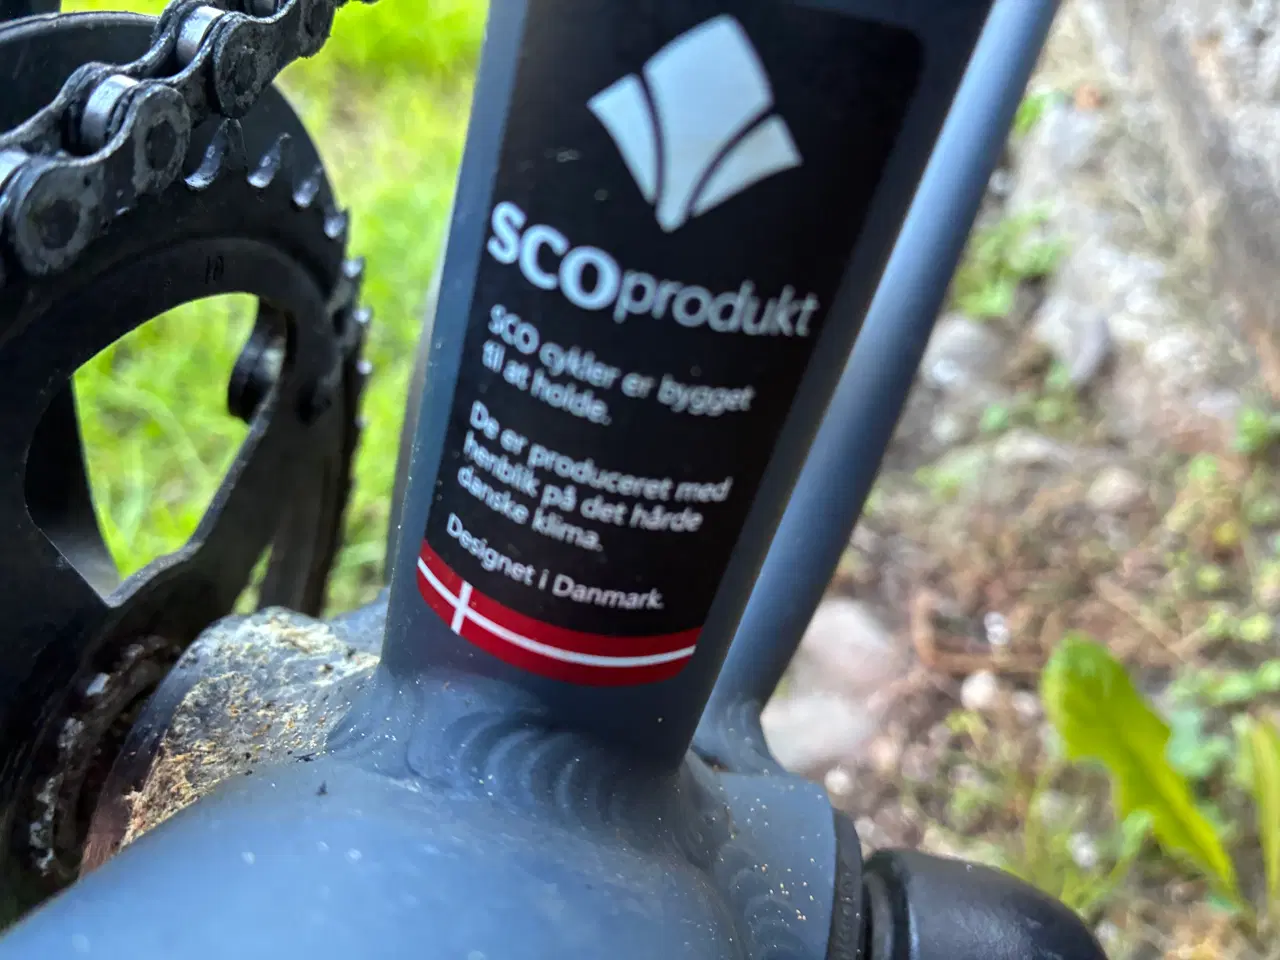 SCOprodukt
SCO cykler er bygget
til at holde.
De er produceret med
henblik på det hårde
danske klima.
Designet i Danmark.